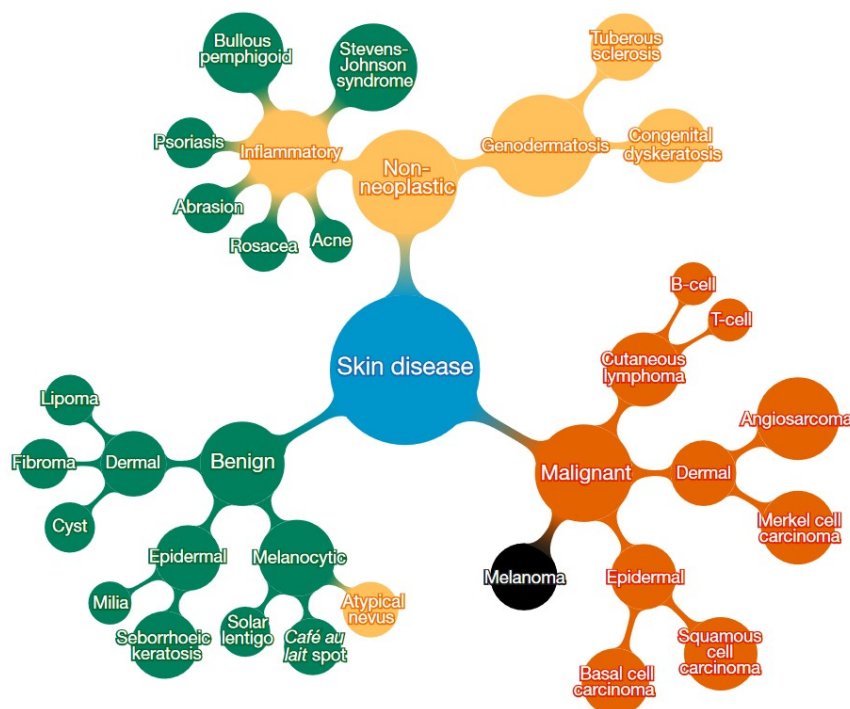 Bullous
pemphigoid
Stevens-
Johnson
syndrome
Tuberous
sclerosis
Psoriasis
Inflammatory
Non-
neoplastic
Genodermatosis
Congenital
dyskeratosis
Abrasion
Rosacea
Acne
B-cell
T-cell
Skin disease
Cutaneous
lymphoma
Lipoma
Angiosarcoma
Fibroma
Dermal
Benign
Malignant
Dermal
Cyst
Merkel cell
carcinoma
Epidermal
Melanocytic
Melanoma
Epidermal
Milia
Atypical
nevus
Seborrhoeic
keratosis
Solar
lentigo
Café au
lait spot
Squamous
cell
carcinoma
Basal cell
carcinoma